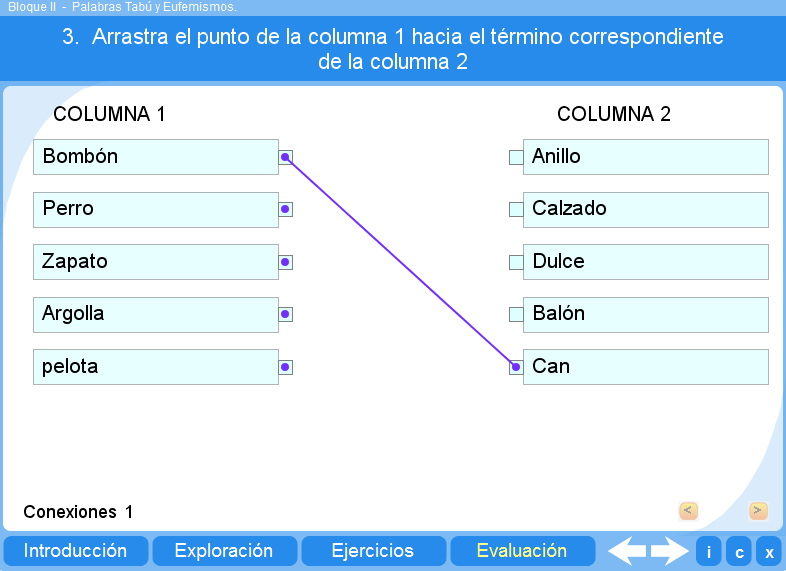 Bloque II - Palabras Tabú y Eufemismos.
3. Arrastra el punto de la columna 1 hacia el término correspondiente
de la columna 2
COLUMNA 1
COLUMNA 2
Bombón
Anillo
Perro
Calzado
Zapato
Dulce
Argolla
Balón
pelota
Can
Conexiones 1
< >
Introducción
Exploración
Ejercicios
Evaluación
i
c
x